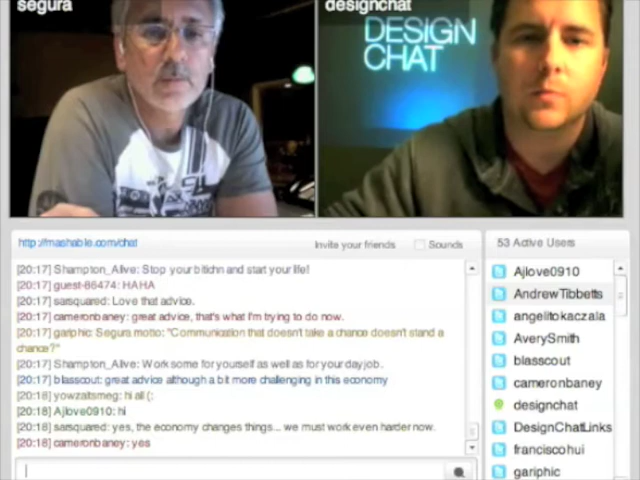 segura
designchat
DESIGN
CHAT
http://mashable.com/chat
Invite your friends
Sounds
53 Active Users
[20:17] Shampton_Alive: Stop your bitchn and start your life!
[20:17] guest-86474: HAHA
[20:17] sarsquared: Love that advice.
[20:17] cameronbaney: great advice, that's what I'm trying to do now.
[20:17] gariphic: Segura motto: "Communication that doesn't take a chance doesn't stand a
chance?"
[20:17] Shampton_Alive: Work some for yourself as well as for your day job.
[20:17] blasscout: great advice although a bit more challenging in this economy
[20:18] yowzaitsmeg: hi all (:
[20:18] Ajlove0910: hi
[20:18] sarsquared: yes, the economy changes things... we must work even harder now.
[20:18] cameronbaney: yes
Ajlove0910
AndrewTibbetts
angelitokaczala
AverySmith
blasscout
cameronbaney
designchat
DesignChatLinks
franciscohui
gariphic